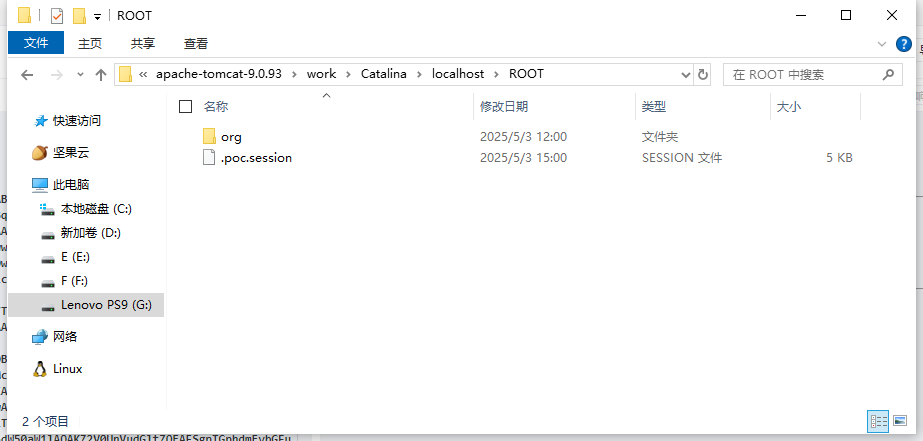 ROOT
文件 主页 共享 查看
« apache-tomcat-9.0.93 › work › Catalina › localhost › ROOT
在 ROOT 中搜索
名称 修改日期 类型 大小
快速访问
org 2025/5/3 12:00 文件夹
.poc.session 2025/5/3 15:00 SESSION 文件 5 KB
坚果云
此电脑
本地磁盘 (C:)
新加卷 (D:)
E (E:)
F (F:)
Lenovo PS9 (G:)
网络
Linux
2 个项目